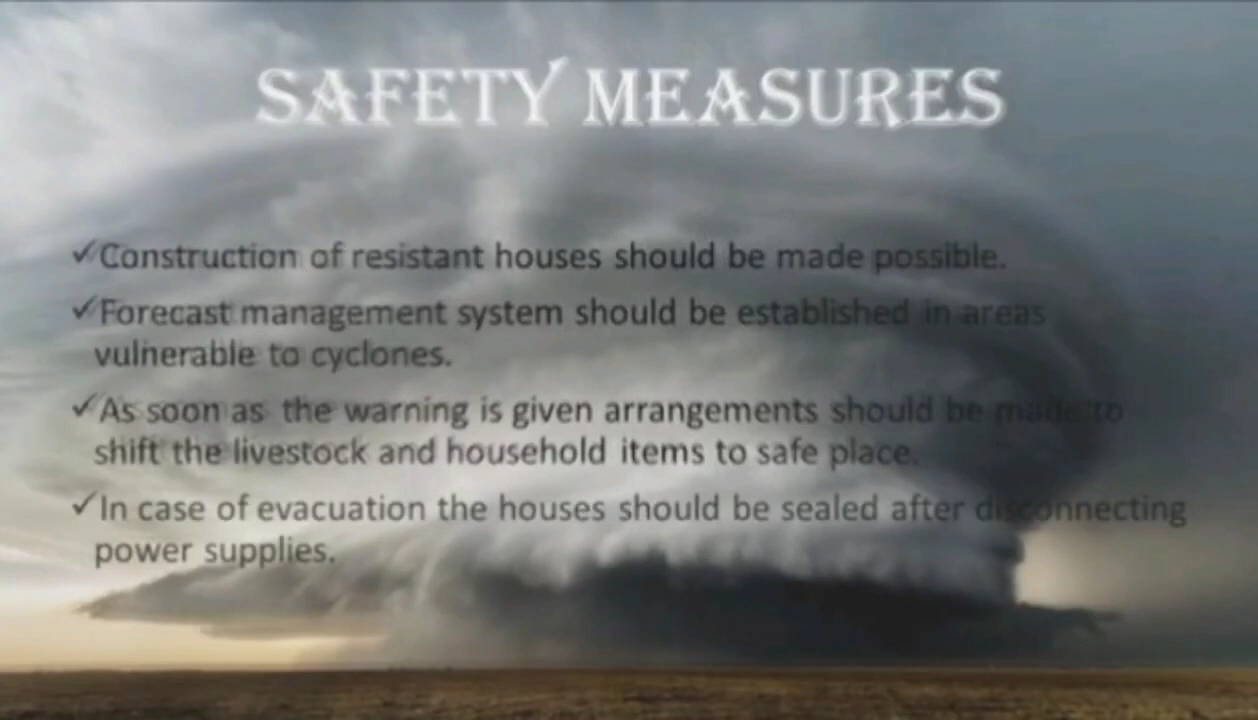 SAFETY MEASURES
✓Construction of resistant houses should be made possible.
✓Forecast management system should be established in areas
vulnerable to cyclones.
✓As soon as the warning is given arrangements should be made to
shift the livestock and household items to safe place.
✓In case of evacuation the houses should be sealed after disconnecting
power supplies.